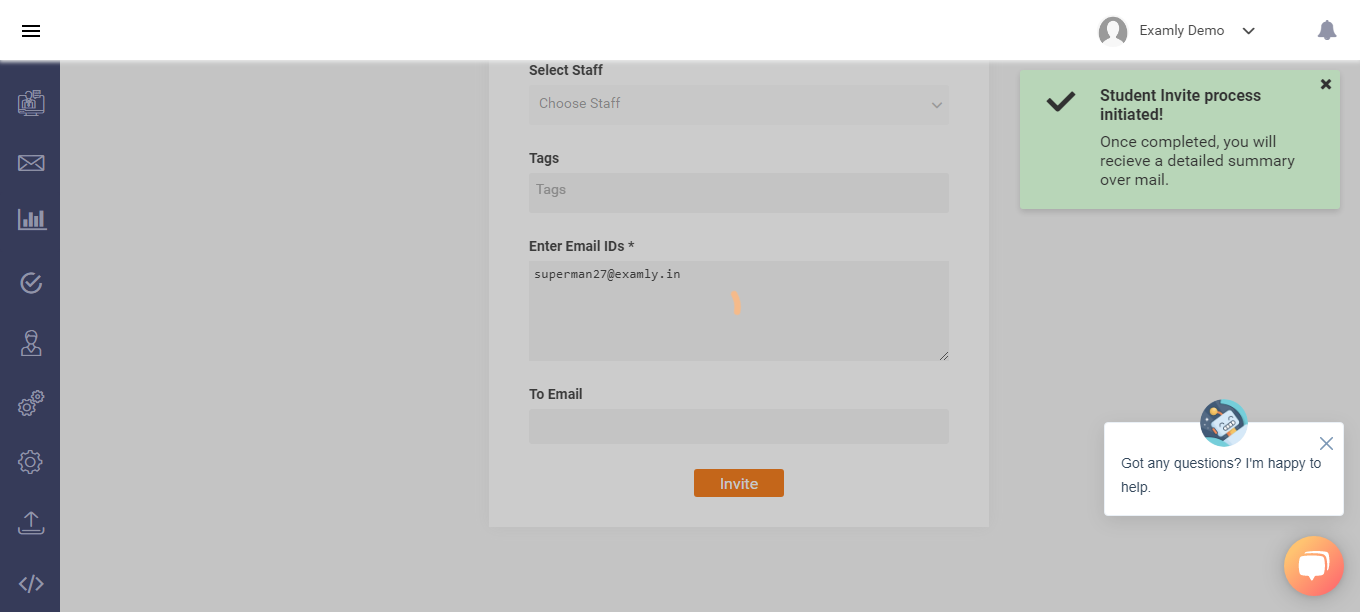 Examly Demo
Select Staff
Choose Staff
Tags
Tags
Enter Email IDs *
superman27@examly.in
To Email
Invite
Student Invite process
initiated!
Once completed, you will
recieve a detailed summary
over mail.
Got any questions? I'm happy to
help.